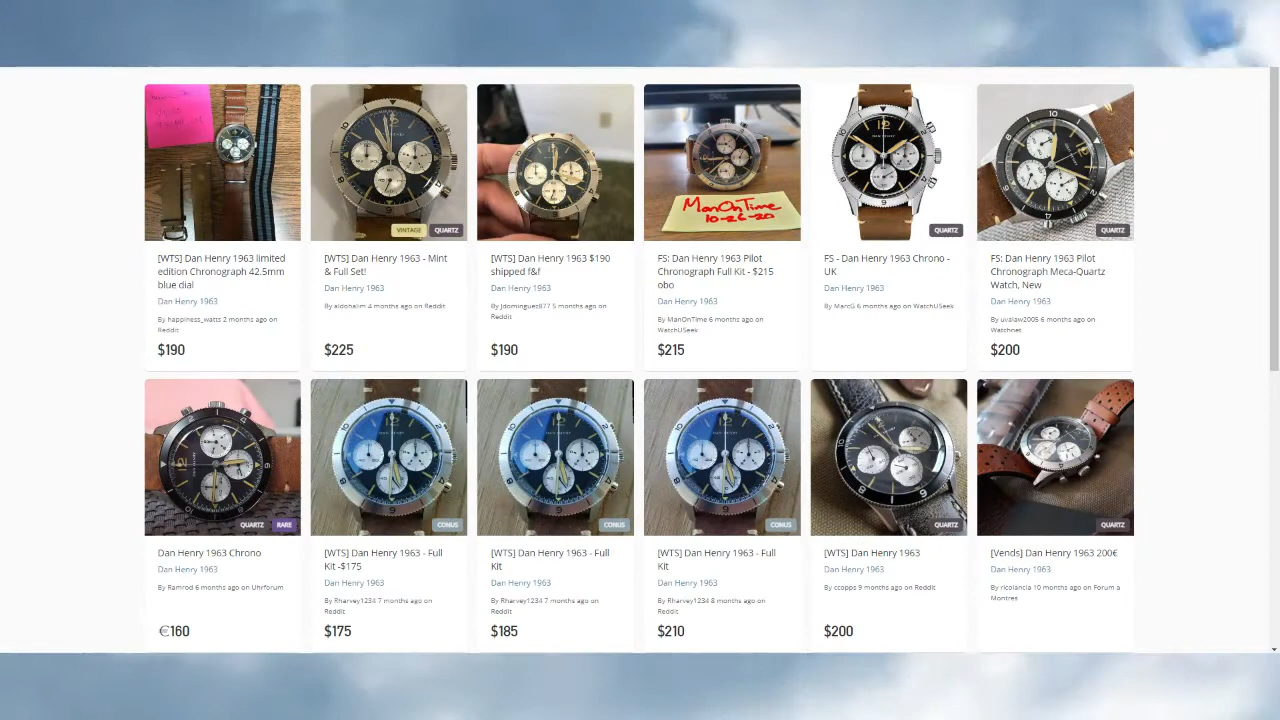 ManOnTime
10-26-20
VINTAGE QUARTZ
QUARTZ
QUARTZ
[WTS] Dan Henry 1963 limited
edition Chronograph 42.5mm
blue dial
Dan Henry 1963
By happiness_watts 2 months ago on
Reddit
$190
[WTS] Dan Henry 1963 - Mint
& Full Set!
Dan Henry 1963
By aldonalm 4 months ago on Reddit
$225
[WTS] Dan Henry 1963 $190
shipped f&f
Dan Henry 1963
By Jdomingues877 5 months ago on
Reddit
$190
FS: Dan Henry 1963 Pilot
Chronograph Full Kit - $215
obo
Dan Henry 1963
By ManOnTime 6 months ago on
WatchUSeek
$215
FS - Dan Henry 1963 Chrono -
UK
Dan Henry 1963
By MarcG 6 months ago on WatchUSeek
FS: Dan Henry 1963 Pilot
Chronograph Meca-Quartz
Watch, New
Dan Henry 1963
By uvalaw2005 6 months ago on
Watchnet
$200
QUARTZ RARE
CONUS
CONUS
CONUS
QUARTZ
QUARTZ
Dan Henry 1963 Chrono
Dan Henry 1963
By Ramrod 6 months ago on Uhrforum
€160
[WTS] Dan Henry 1963 - Full
Kit -$175
Dan Henry 1963
By Rharvey1234 7 months ago on
Reddit
$175
[WTS] Dan Henry 1963 - Full
Kit
Dan Henry 1963
By Rharvey1234 7 months ago on
Reddit
$185
[WTS] Dan Henry 1963 - Full
Kit
Dan Henry 1963
By Rharvey1234 8 months ago on
Reddit
$210
[WTS] Dan Henry 1963
Dan Henry 1963
By ccopps 9 months ago on Reddit
$200
[Vends] Dan Henry 1963 200€
Dan Henry 1963
By ricolancia 10 months ago on Forum a
Montres